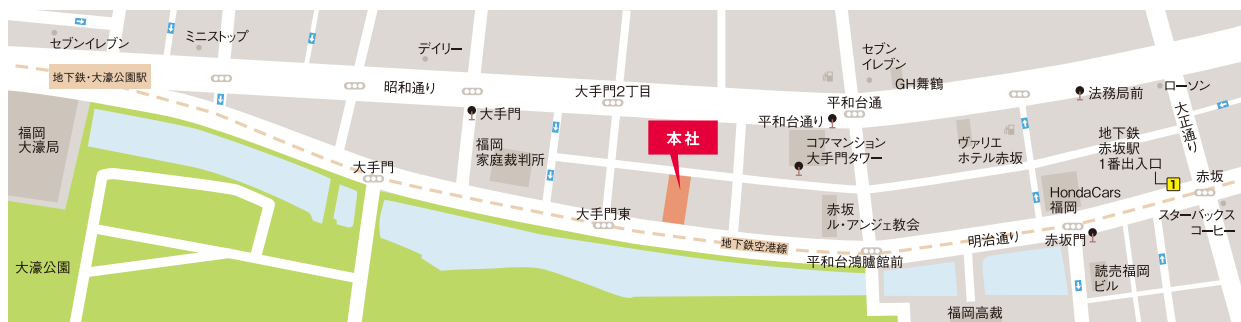 セブンイレブン
ミニストップ
デイリー
セブン
イレブン
GH舞鶴
地下鉄・大濠公園駅
昭和通り
大手門2丁目
平和台通
法務局前
ローソン
大手門
平和台通り
大正通り
福岡
大濠局
福岡
家庭裁判所
本社
コアマンション
大手門タワー
ヴァリエ
ホテル赤坂
地下鉄
赤坂駅
1番出入口
1
赤坂
大手門
大手門東
赤坂
ル・アンジェ教会
HondaCars
福岡
スターバックス
コーヒー
地下鉄空港線
明治通り
赤坂門
大濠公園
平和台鴻臚館前
読売福岡
ビル
福岡高裁